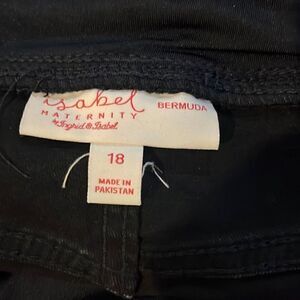 isabel
MATERNITY
by Ingrid & Isabel
BERMUDA
18
MADE IN
PAKISTAN